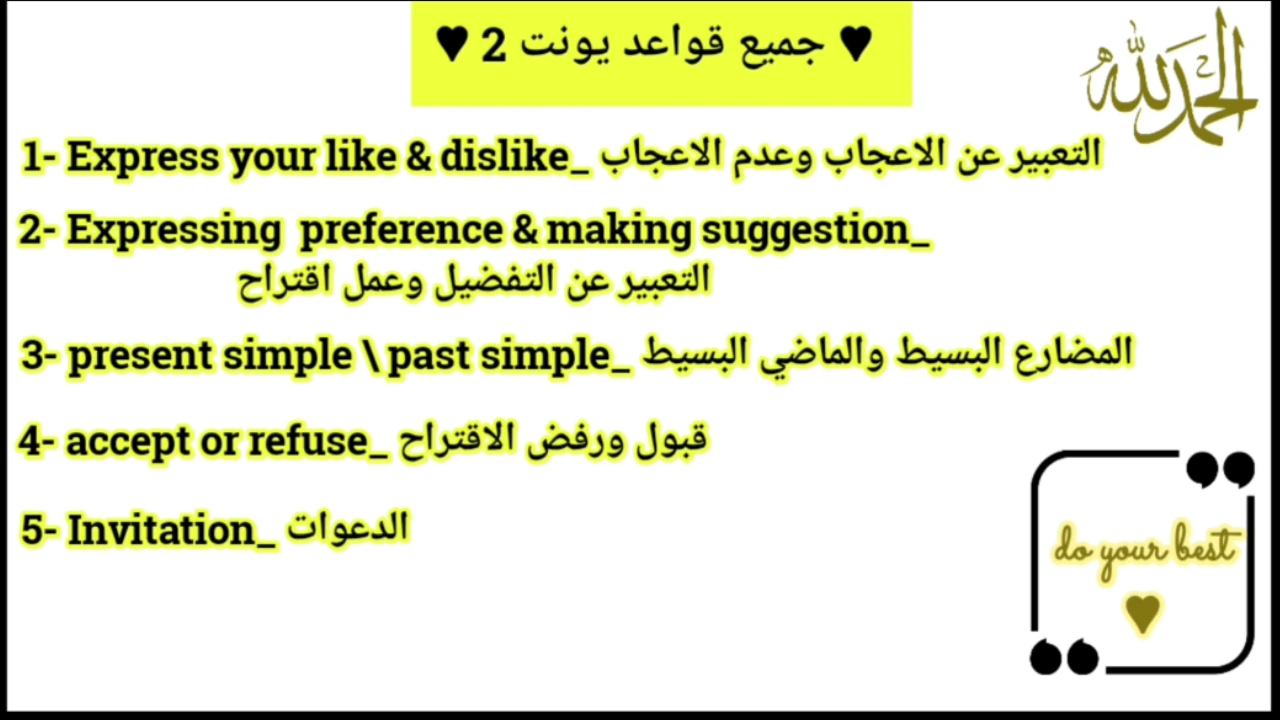 ♥ جميع قواعد يونت 2 ♥
الحمدلله
1- Express your like & dislike_ التعبير عن الاعجاب وعدم الاعجاب
2- Expressing preference & making suggestion_
التعبير عن التفضيل وعمل اقتراح
3- present simple \ past simple_ المضارع البسيط والماضي البسيط
4- accept or refuse_ قبول ورفض الاقتراح
5- Invitation_ الدعوات
do your best
♥